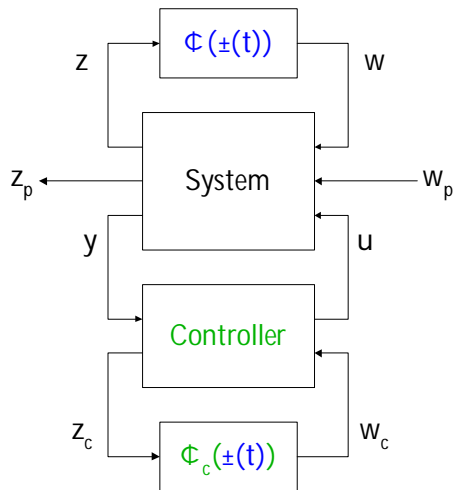 ¢(±(t))
z w
System
z_p w_p
y u
Controller
z_c w_c
¢_c(±(t))